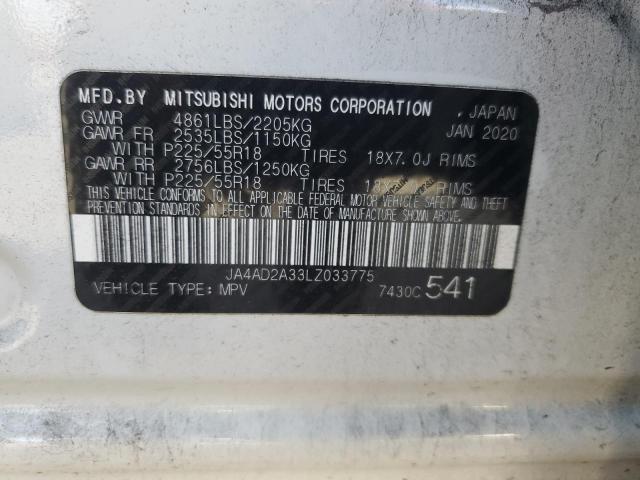 MFD.BY MITSUBISHI MOTORS CORPORATION , JAPAN
GVWR 4861LBS/2205KG JAN 2020
GAWR FR 2535LBS/1150KG
WITH P225/55R18 TIRES 18X7.0J RIMS
GAWR RR 2756LBS/1250KG
WITH P225/55R18 TIRES 18X RIMS
THIS VEHICLE CONFORMS TO ALL APPLICABLE FEDERAL MOTOR VEHICLE SAFETY AND THEFT
PREVENTION STANDARDS IN EFFECT ON THE DATE OF MANUFACTURE SHOWN ABOVE.
JA4AD2A33LZ033775
VEHICLE TYPE: MPV 7430C 541